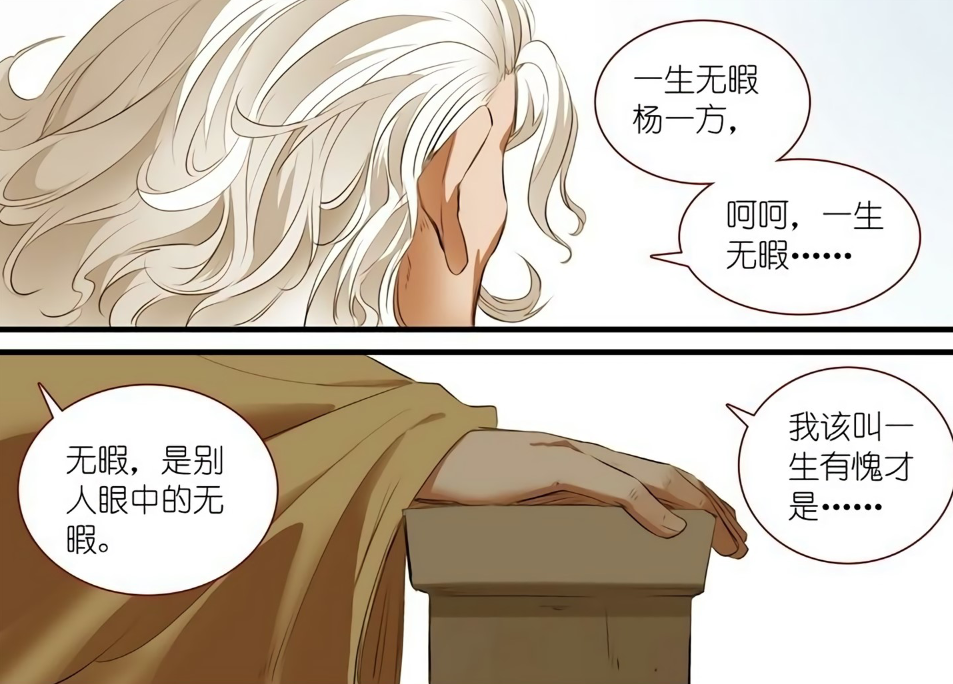 一生无暇
杨一方，
呵呵，一生
无暇……
无暇，是别
人眼中的无
暇。
我该叫一
生有愧才
是……